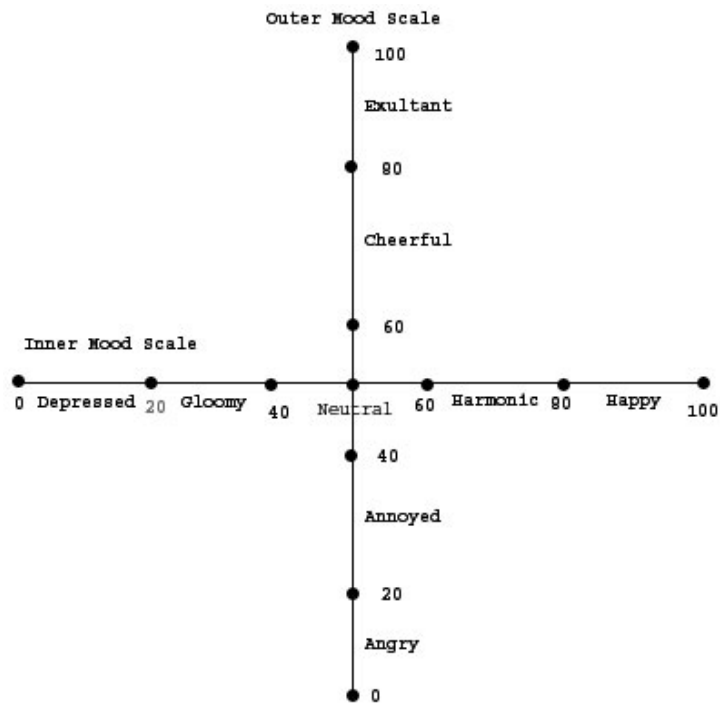 Outer Mood Scale
100
Exultant
80
Cheerful
60
Inner Mood Scale
0 Depressed 20 Gloomy 40 Neutral 60 Harmonic 80 Happy 100
40
Annoyed
20
Angry
0